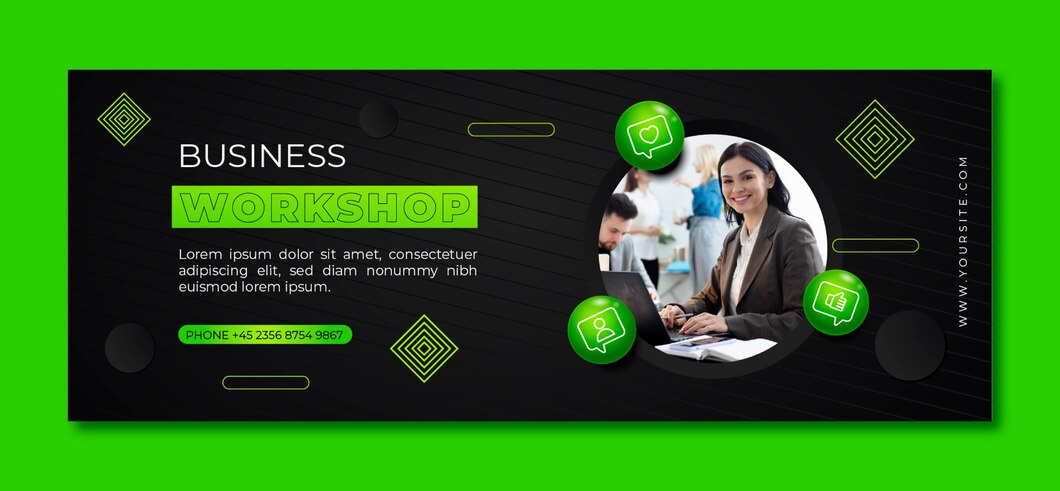 BUSINESS
WORKSHOP
Lorem ipsum dolor sit amet, consectetuer
adipiscing elit, sed diam nonummy nibh
euismod lorem ipsum.
PHONE +45 2356 8754 9867
WWW.YOURSITE.COM